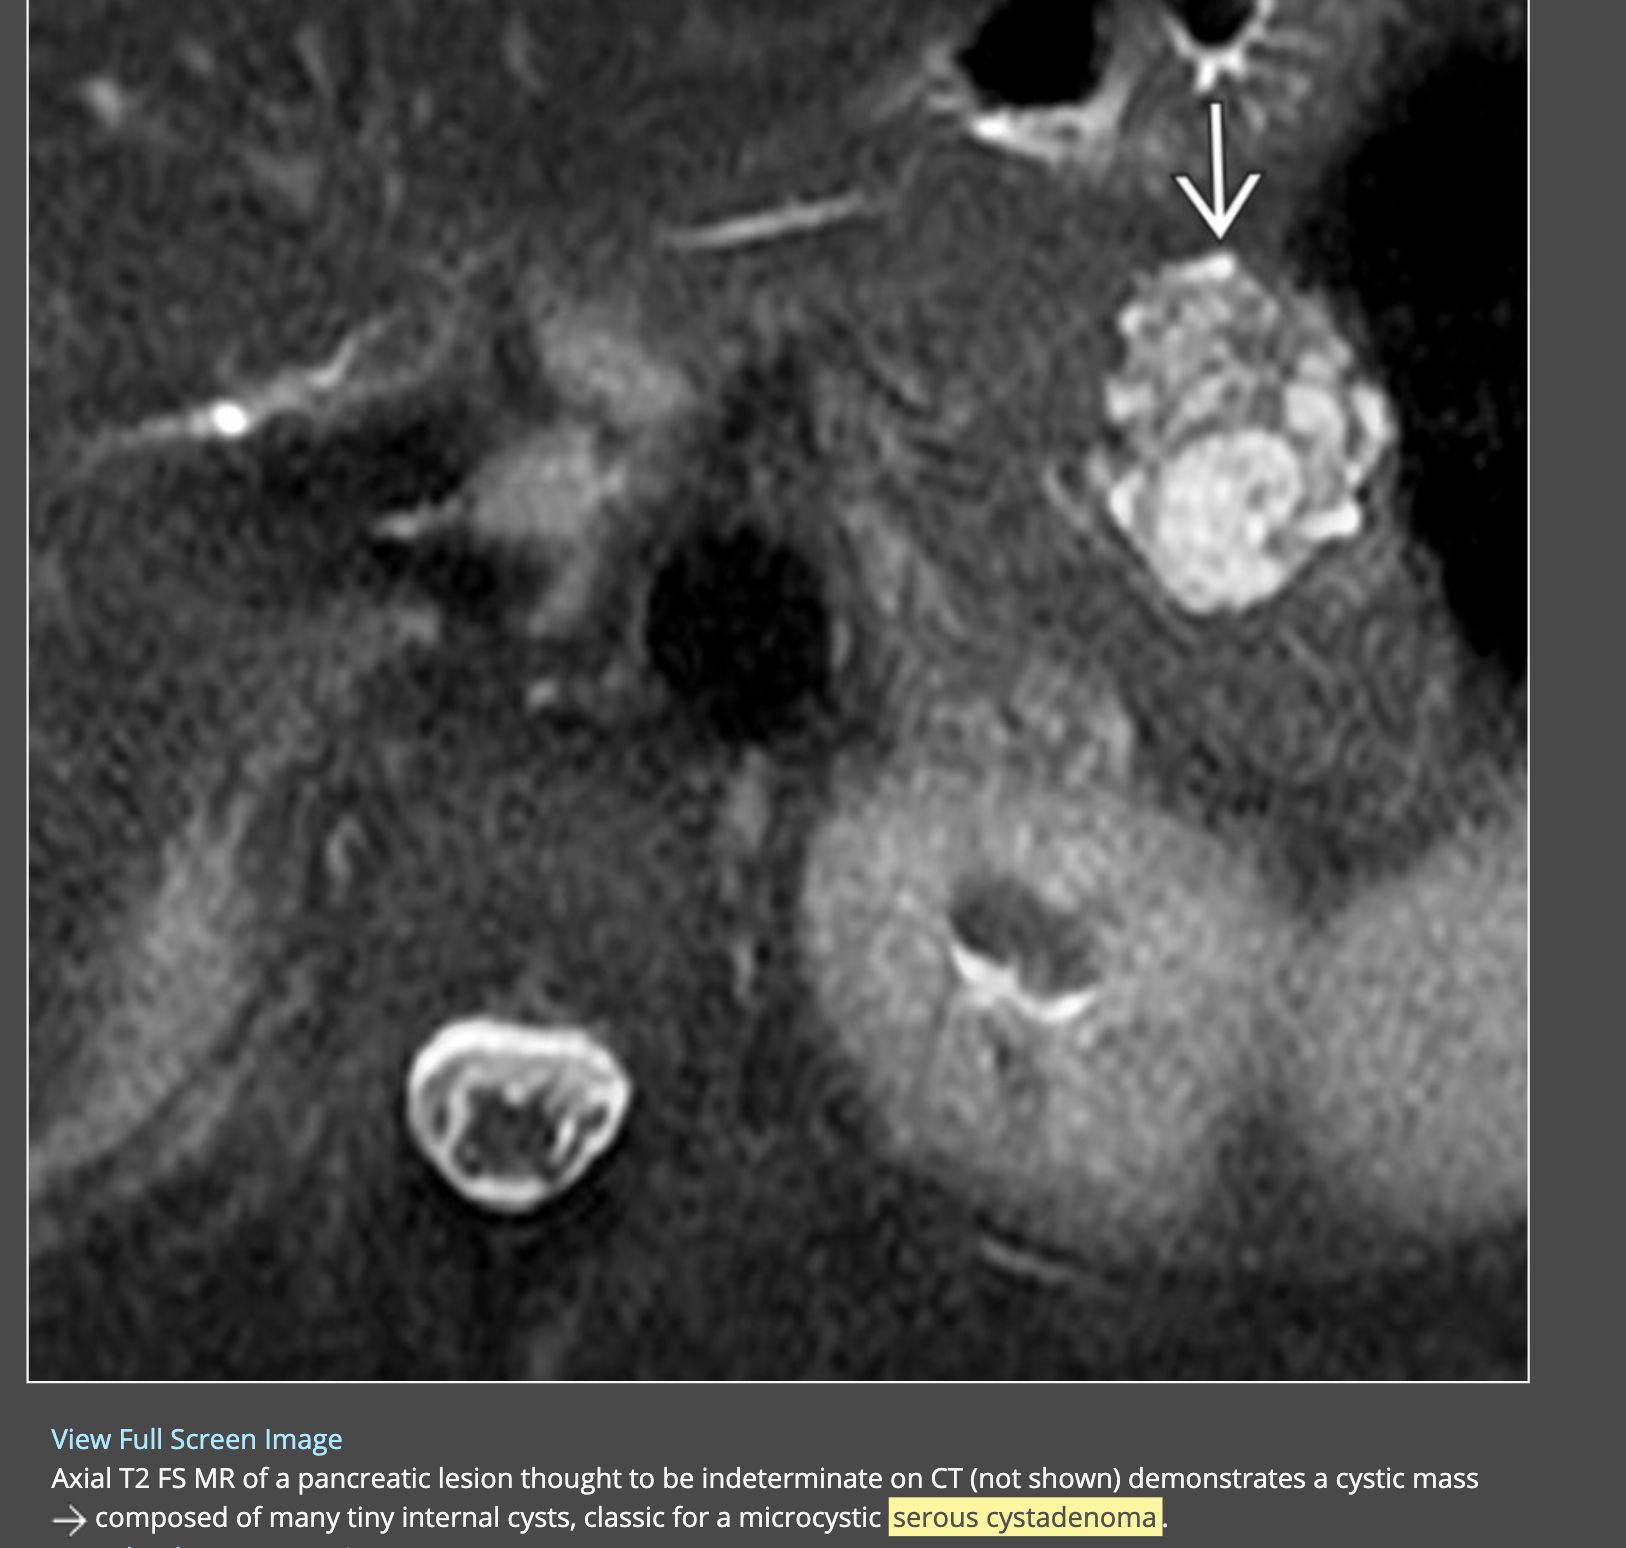 View Full Screen Image
Axial T2 FS MR of a pancreatic lesion thought to be indeterminate on CT (not shown) demonstrates a cystic mass
→ composed of many tiny internal cysts, classic for a microcystic serous cystadenoma.